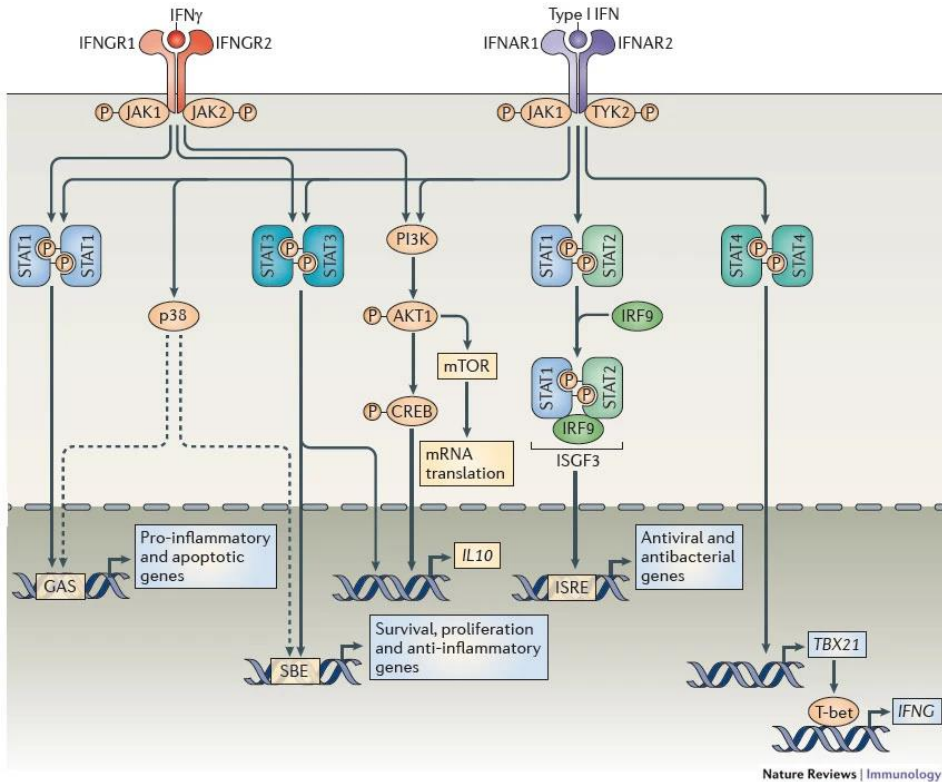 IFNγ
IFNGR1
IFNGR2
Type I IFN
IFNAR1
IFNAR2
P
JAK1
JAK2
P
P
JAK1
TYK2
P
STAT1
P
P
STAT1
STAT3
P
P
STAT3
PI3K
STAT1
P
P
STAT2
STAT4
P
P
STAT4
p38
P
AKT1
IRF9
mTOR
STAT1
P
P
STAT2
IRF9
P
CREB
mRNA
translation
ISGF3
GAS
Pro-inflammatory
and apoptotic
genes
IL10
ISRE
Antiviral and
antibacterial
genes
SBE
Survival, proliferation
and anti-inflammatory
genes
TBX21
T-bet
IFNG
Nature Reviews | Immunology